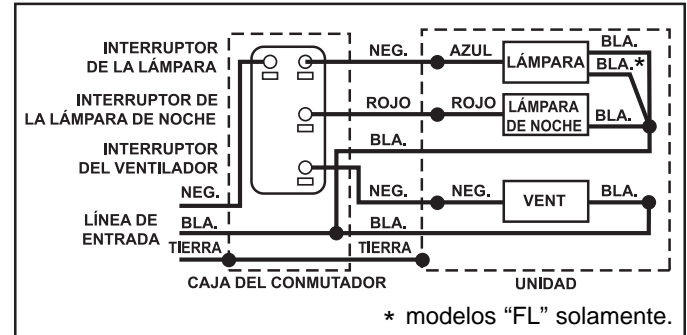 INTERRUPTOR
DE LA LÁMPARA
INTERRUPTOR DE
LA LÁMPARA DE NOCHE
INTERRUPTOR
DEL VENTILADOR
NEG.
LÍNEA DE
ENTRADA
BLA.
TIERRA
NEG.
AZUL
LÁMPARA
BLA.
BLA.*
ROJO
ROJO
LÁMPARA
DE NOCHE
BLA.
BLA.
NEG.
NEG.
VENT
BLA.
BLA.
TIERRA
CAJA DEL CONMUTADOR
UNIDAD
* modelos “FL” solamente.